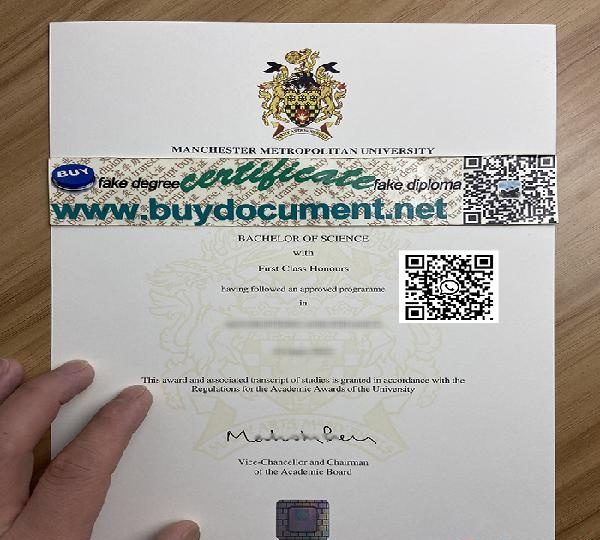 MANCHESTER METROPOLITAN UNIVERSITY
BUY fake degree certificate fake diploma
www.buydocument.net
BACHELOR OF SCIENCE
with
First Class Honours
having followed an approved programme
in
This award and associated transcript of studies is granted in accordance with the
Regulations for the Academic Awards of the University
Vice-Chancellor and Chairman
of the Academic Board